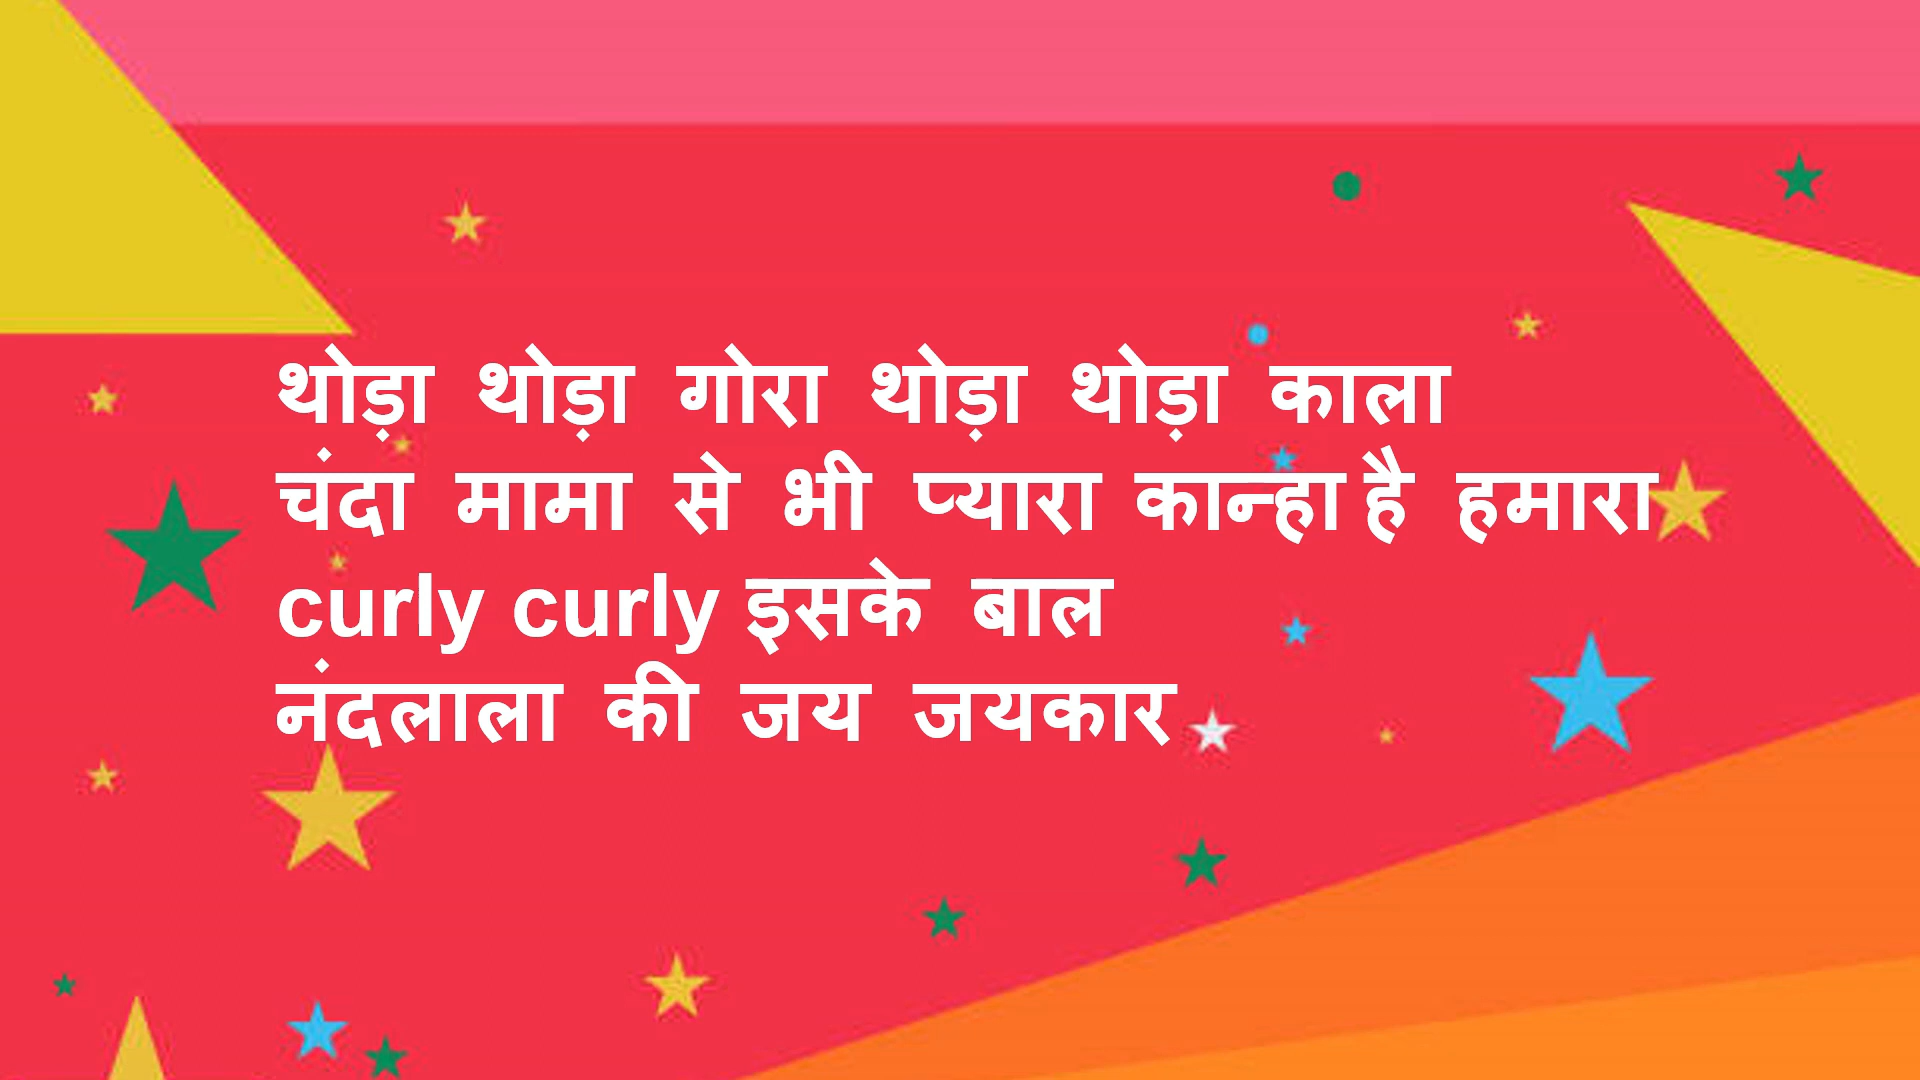 थोड़ा थोड़ा गोरा थोड़ा थोड़ा काला
चंदा मामा से भी प्यारा कान्हा है हमारा
curly curly इसके बाल
नंदलाला की जय जयकार